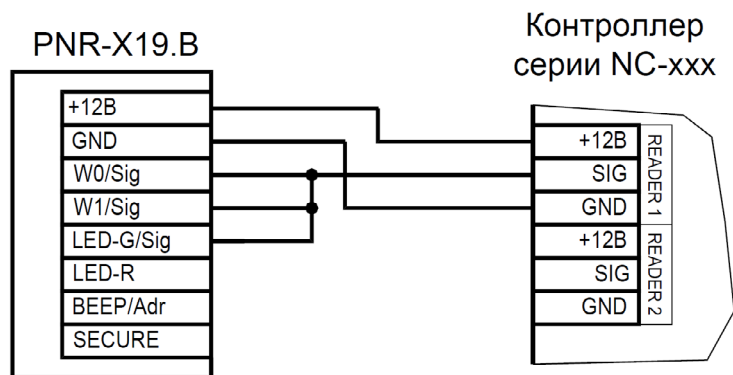 PNR-X19.B
+12В
GND
W0/Sig
W1/Sig
LED-G/Sig
LED-R
BEEP/Adr
SECURE
Контроллер
серии NC-xxx
+12В
SIG
GND
READER 1
+12В
SIG
GND
READER 2